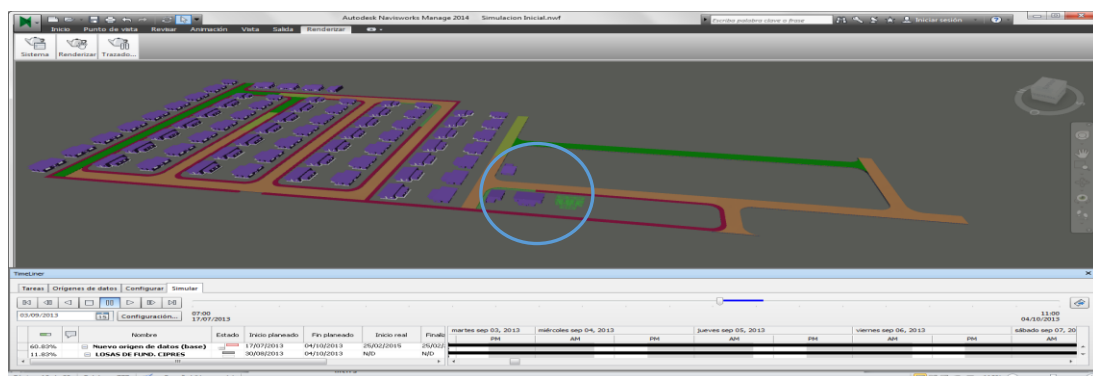 Autodesk Navisworks Manage 2014 Simulacion Inicial.nwf
Escriba palabra clave o frase
Iniciar sesión
Inicio Punto de vista Revisar Animación Vista Salida Renderizar
Sistema Renderizar Trazado...
TimeLiner
Tareas Orígenes de datos Configurar Simular
03/09/2013 Configuración... 07:00 17/07/2013
11:00 04/10/2013
Nombre Estado Inicio planeado Fin planeado Inicio real Finaliz
martes sep 03, 2013 miércoles sep 04, 2013 jueves sep 05, 2013 viernes sep 06, 2013 sábado sep 07, 20
PM AM PM AM PM AM PM AM
60.83% Nuevo origen de datos (base) 17/07/2013 04/10/2013 25/02/2015 25/02/
11.83% LOSAS DE FUND. CIPRES 30/08/2013 04/10/2013 N/D N/D